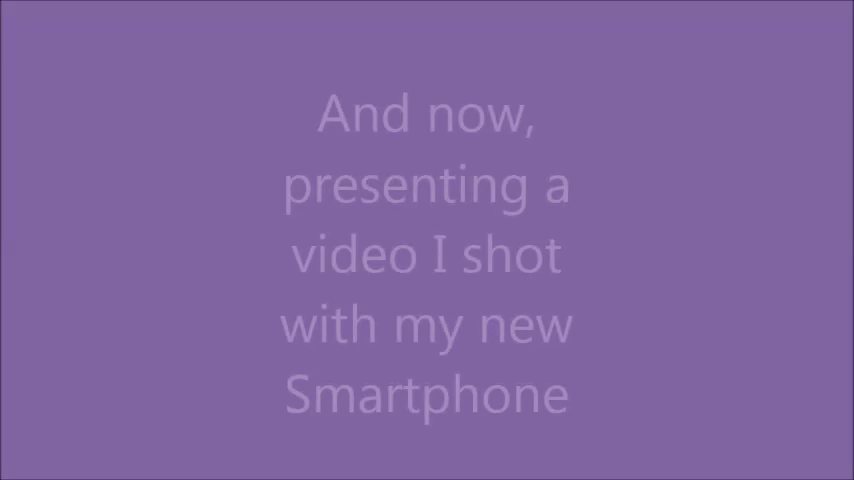 And now,
presenting a
video I shot
with my new
Smartphone